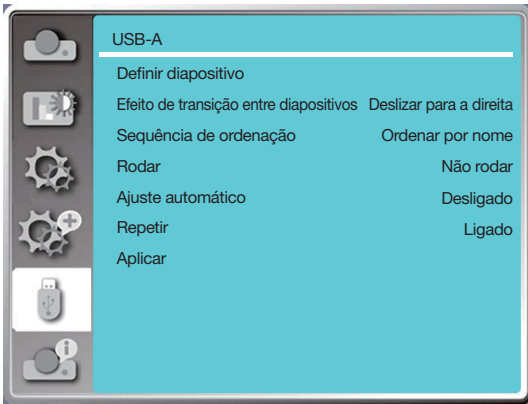 USB-A
Definir diapositivo
Efeito de transição entre diapositivos Deslizar para a direita
Sequência de ordenação Ordenar por nome
Rodar Não rodar
Ajuste automático Desligado
Repetir Ligado
Aplicar